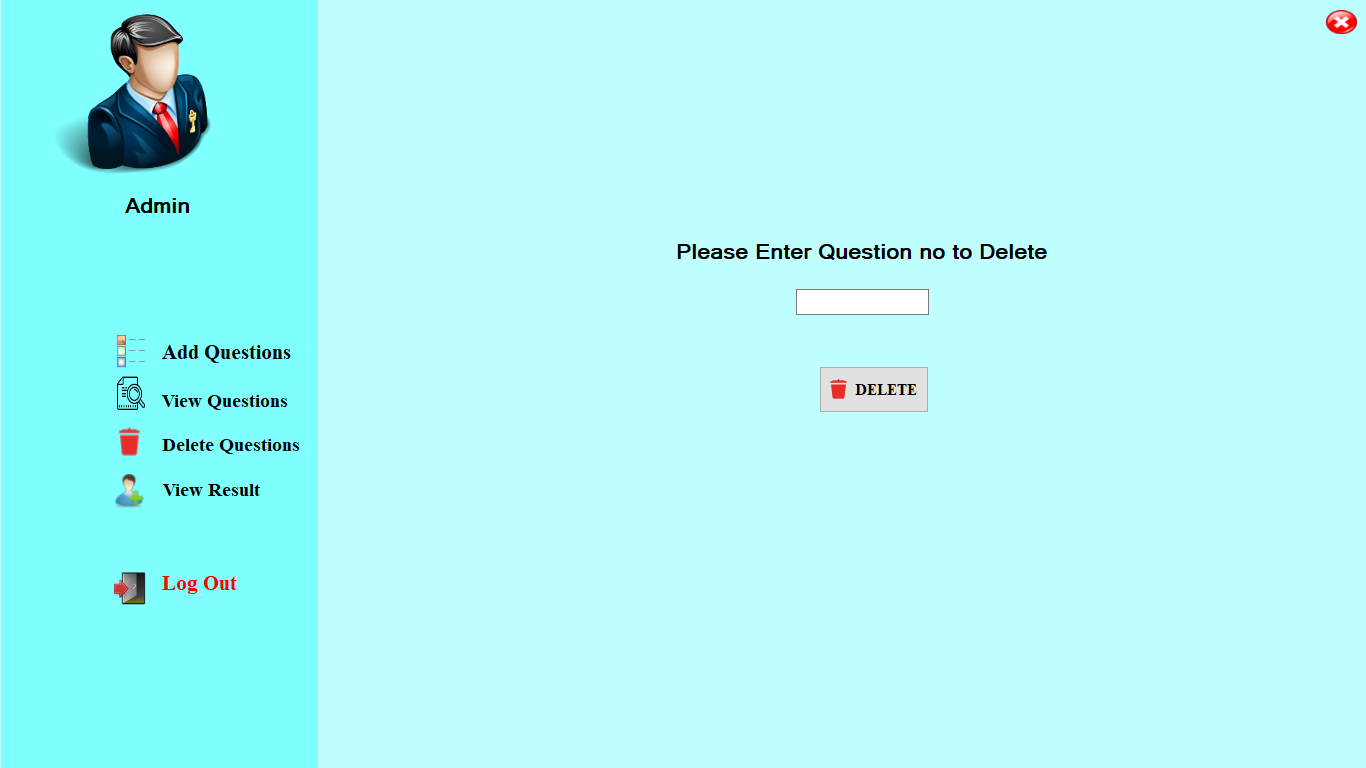 Admin
Add Questions
View Questions
Delete Questions
View Result
Log Out
Please Enter Question no to Delete
DELETE